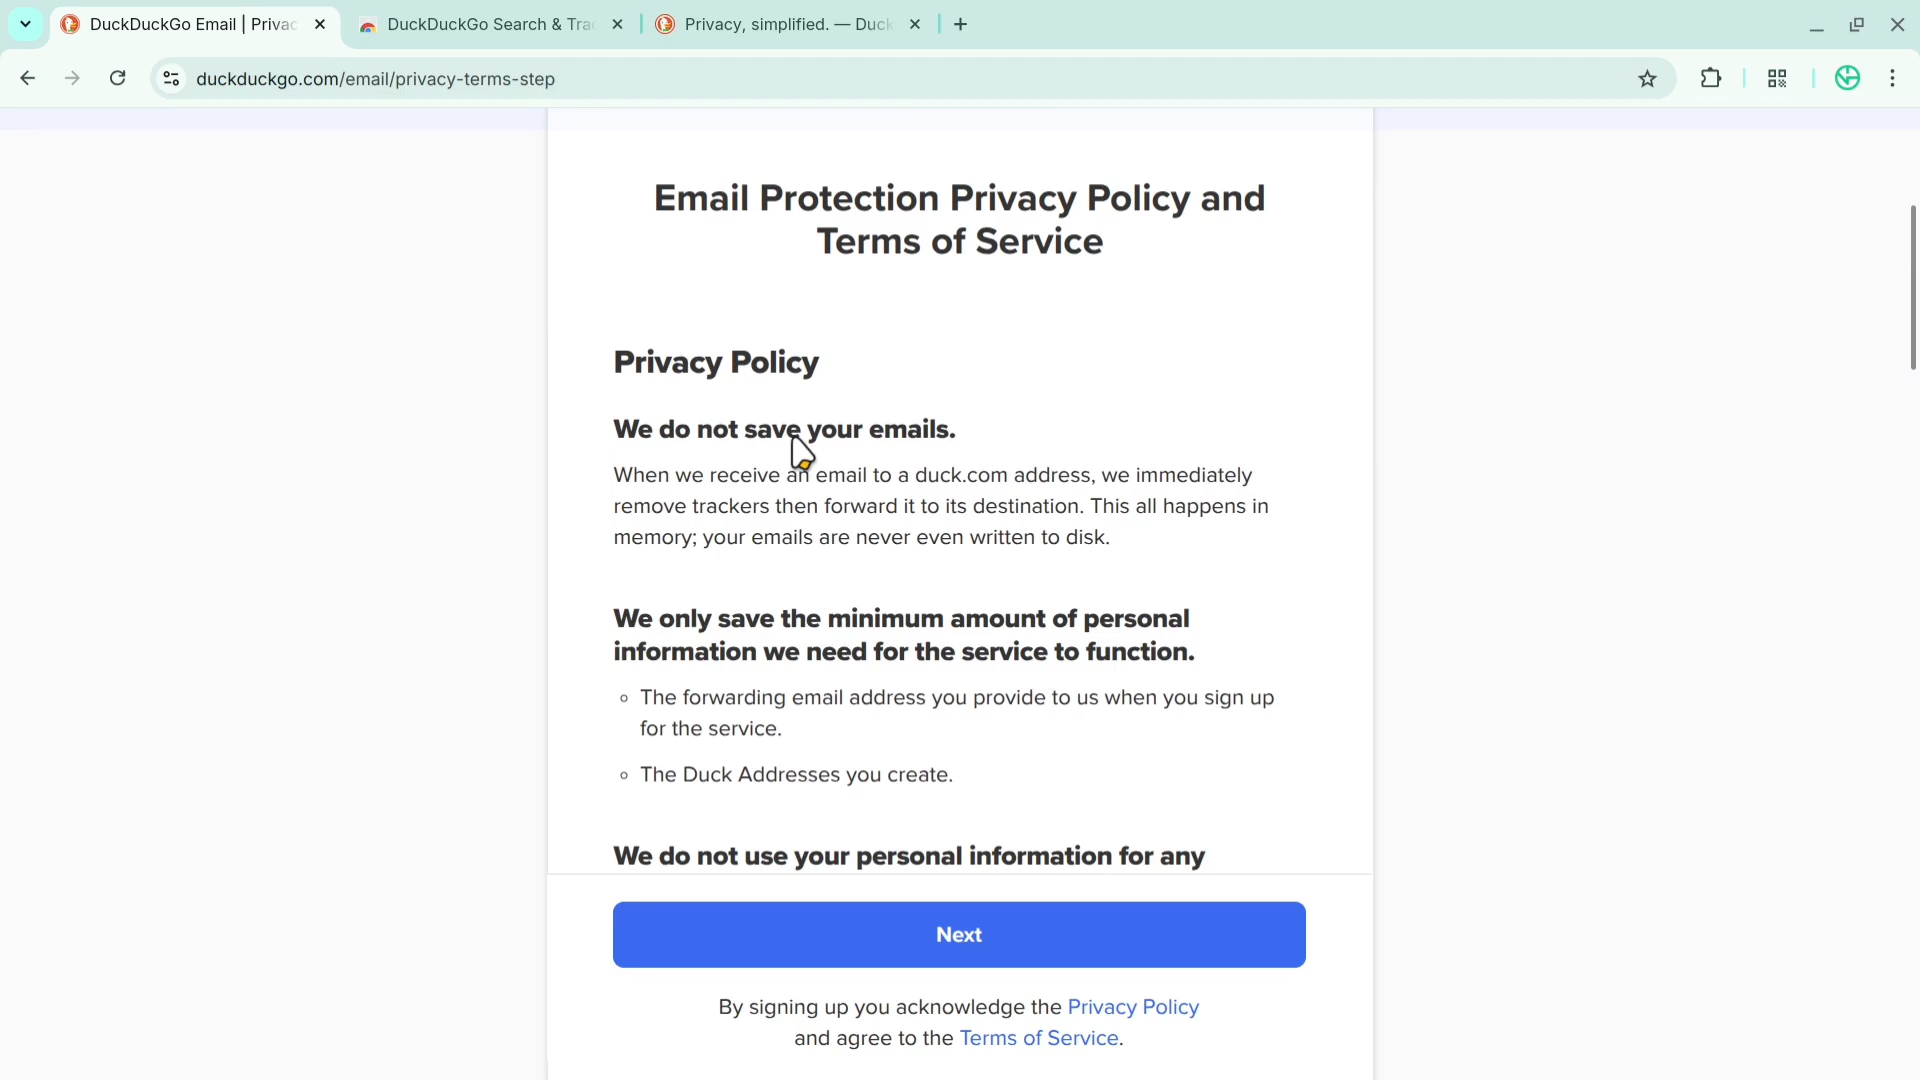 DuckDuckGo Email | Privac
DuckDuckGo Search & Tra
Privacy, simplified. — Duck
duckduckgo.com/email/privacy-terms-step
Email Protection Privacy Policy and
Terms of Service
Privacy Policy
We do not save your emails.
When we receive an email to a duck.com address, we immediately
remove trackers then forward it to its destination. This all happens in
memory; your emails are never even written to disk.
We only save the minimum amount of personal
information we need for the service to function.
The forwarding email address you provide to us when you sign up
for the service.
The Duck Addresses you create.
We do not use your personal information for any
Next
By signing up you acknowledge the Privacy Policy
and agree to the Terms of Service.